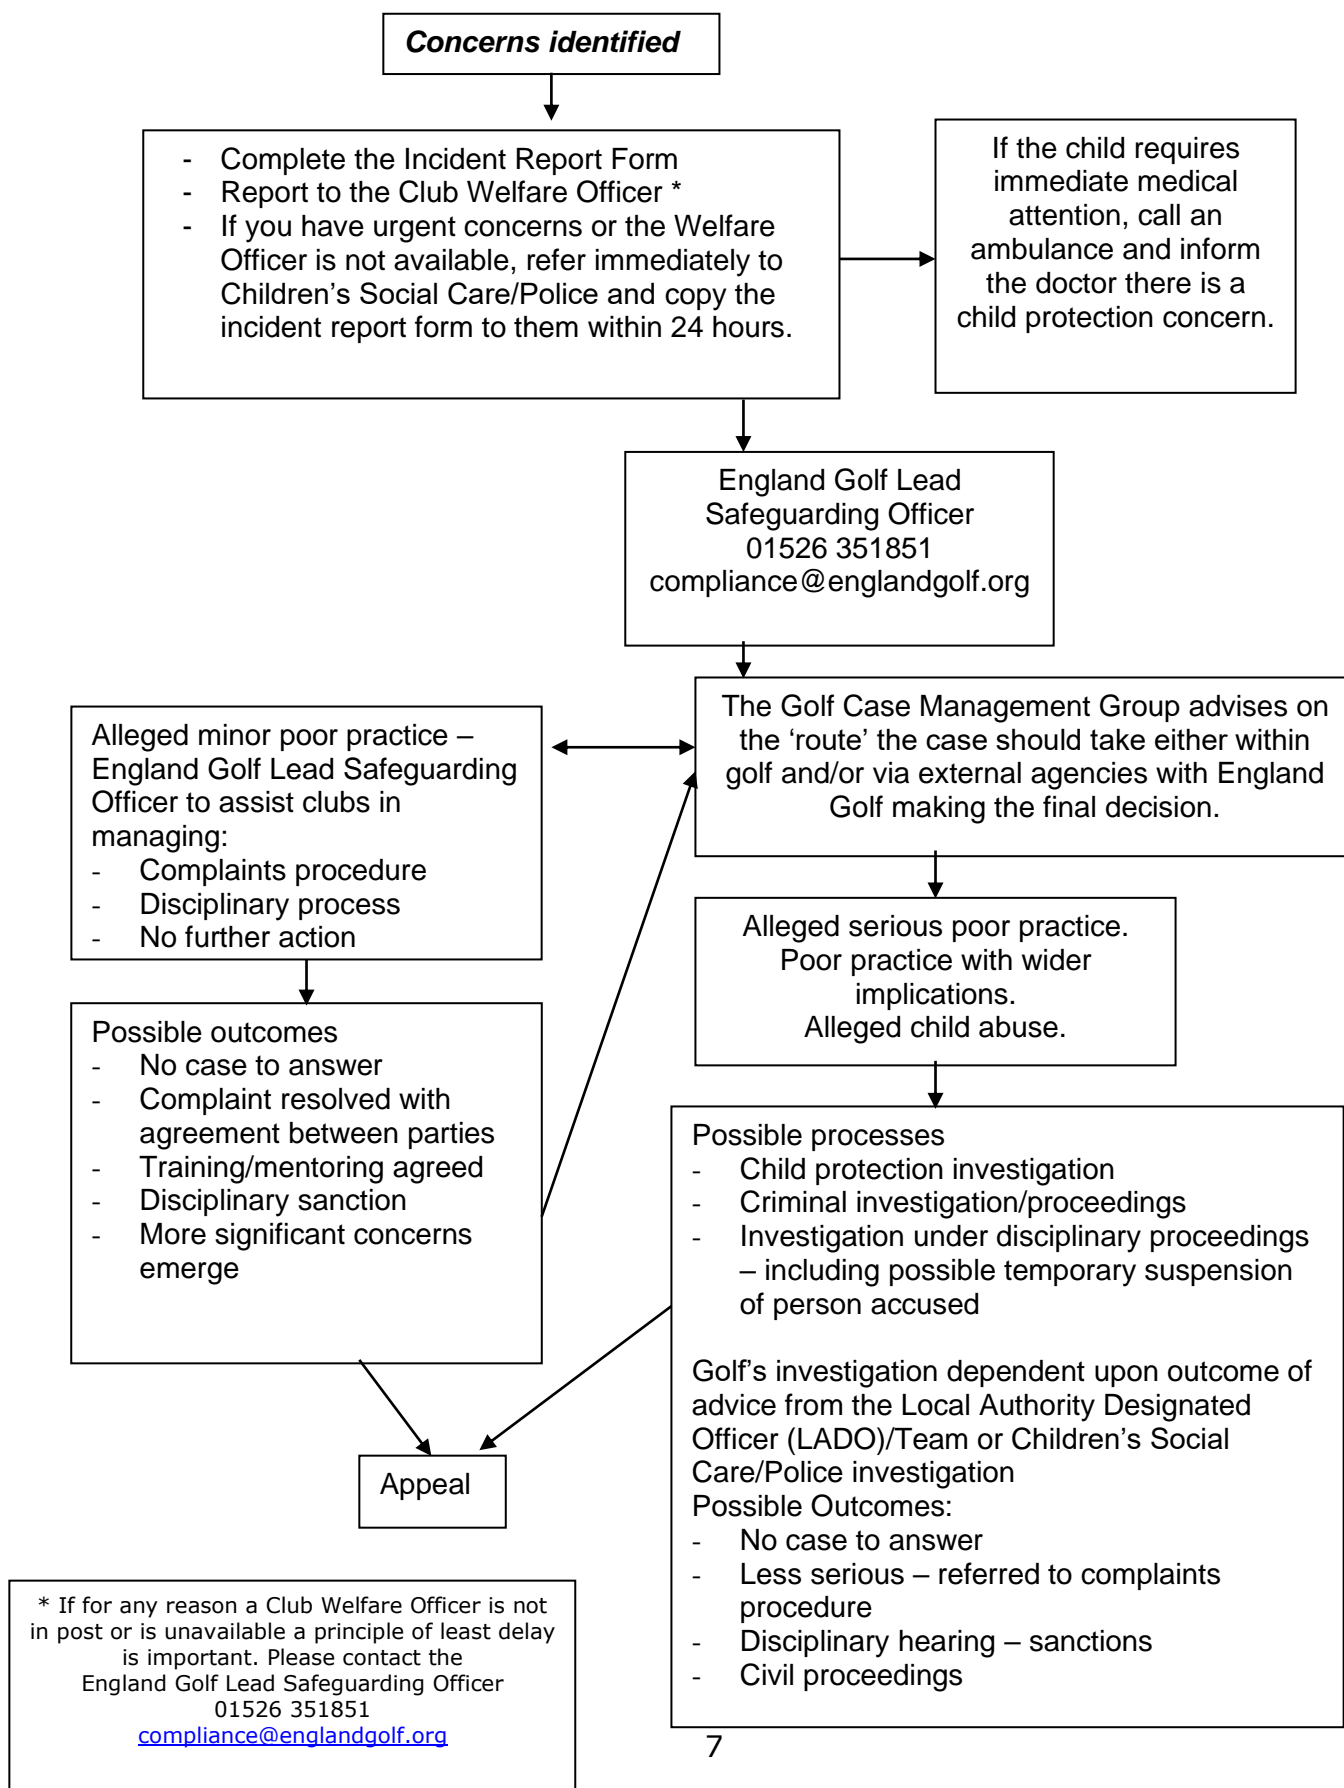 Concerns identified
- Complete the Incident Report Form
- Report to the Club Welfare Officer *
- If you have urgent concerns or the Welfare
Officer is not available, refer immediately to
Children’s Social Care/Police and copy the
incident report form to them within 24 hours.
If the child requires
immediate medical
attention, call an
ambulance and inform
the doctor there is a
child protection concern.
England Golf Lead
Safeguarding Officer
01526 351851
compliance@englandgolf.org
The Golf Case Management Group advises on
the ‘route’ the case should take either within
golf and/or via external agencies with England
Golf making the final decision.
Alleged minor poor practice –
England Golf Lead Safeguarding
Officer to assist clubs in
managing:
- Complaints procedure
- Disciplinary process
- No further action
Alleged serious poor practice.
Poor practice with wider
implications.
Alleged child abuse.
Possible outcomes
- No case to answer
- Complaint resolved with
agreement between parties
- Training/mentoring agreed
- Disciplinary sanction
- More significant concerns
emerge
Possible processes
- Child protection investigation
- Criminal investigation/proceedings
- Investigation under disciplinary proceedings
– including possible temporary suspension
of person accused
Golf’s investigation dependent upon outcome of
advice from the Local Authority Designated
Officer (LADO)/Team or Children’s Social
Care/Police investigation
Possible Outcomes:
- No case to answer
- Less serious – referred to complaints
procedure
- Disciplinary hearing – sanctions
- Civil proceedings
Appeal
* If for any reason a Club Welfare Officer is not
in post or is unavailable a principle of least delay
is important. Please contact the
England Golf Lead Safeguarding Officer
01526 351851
compliance@englandgolf.org
7